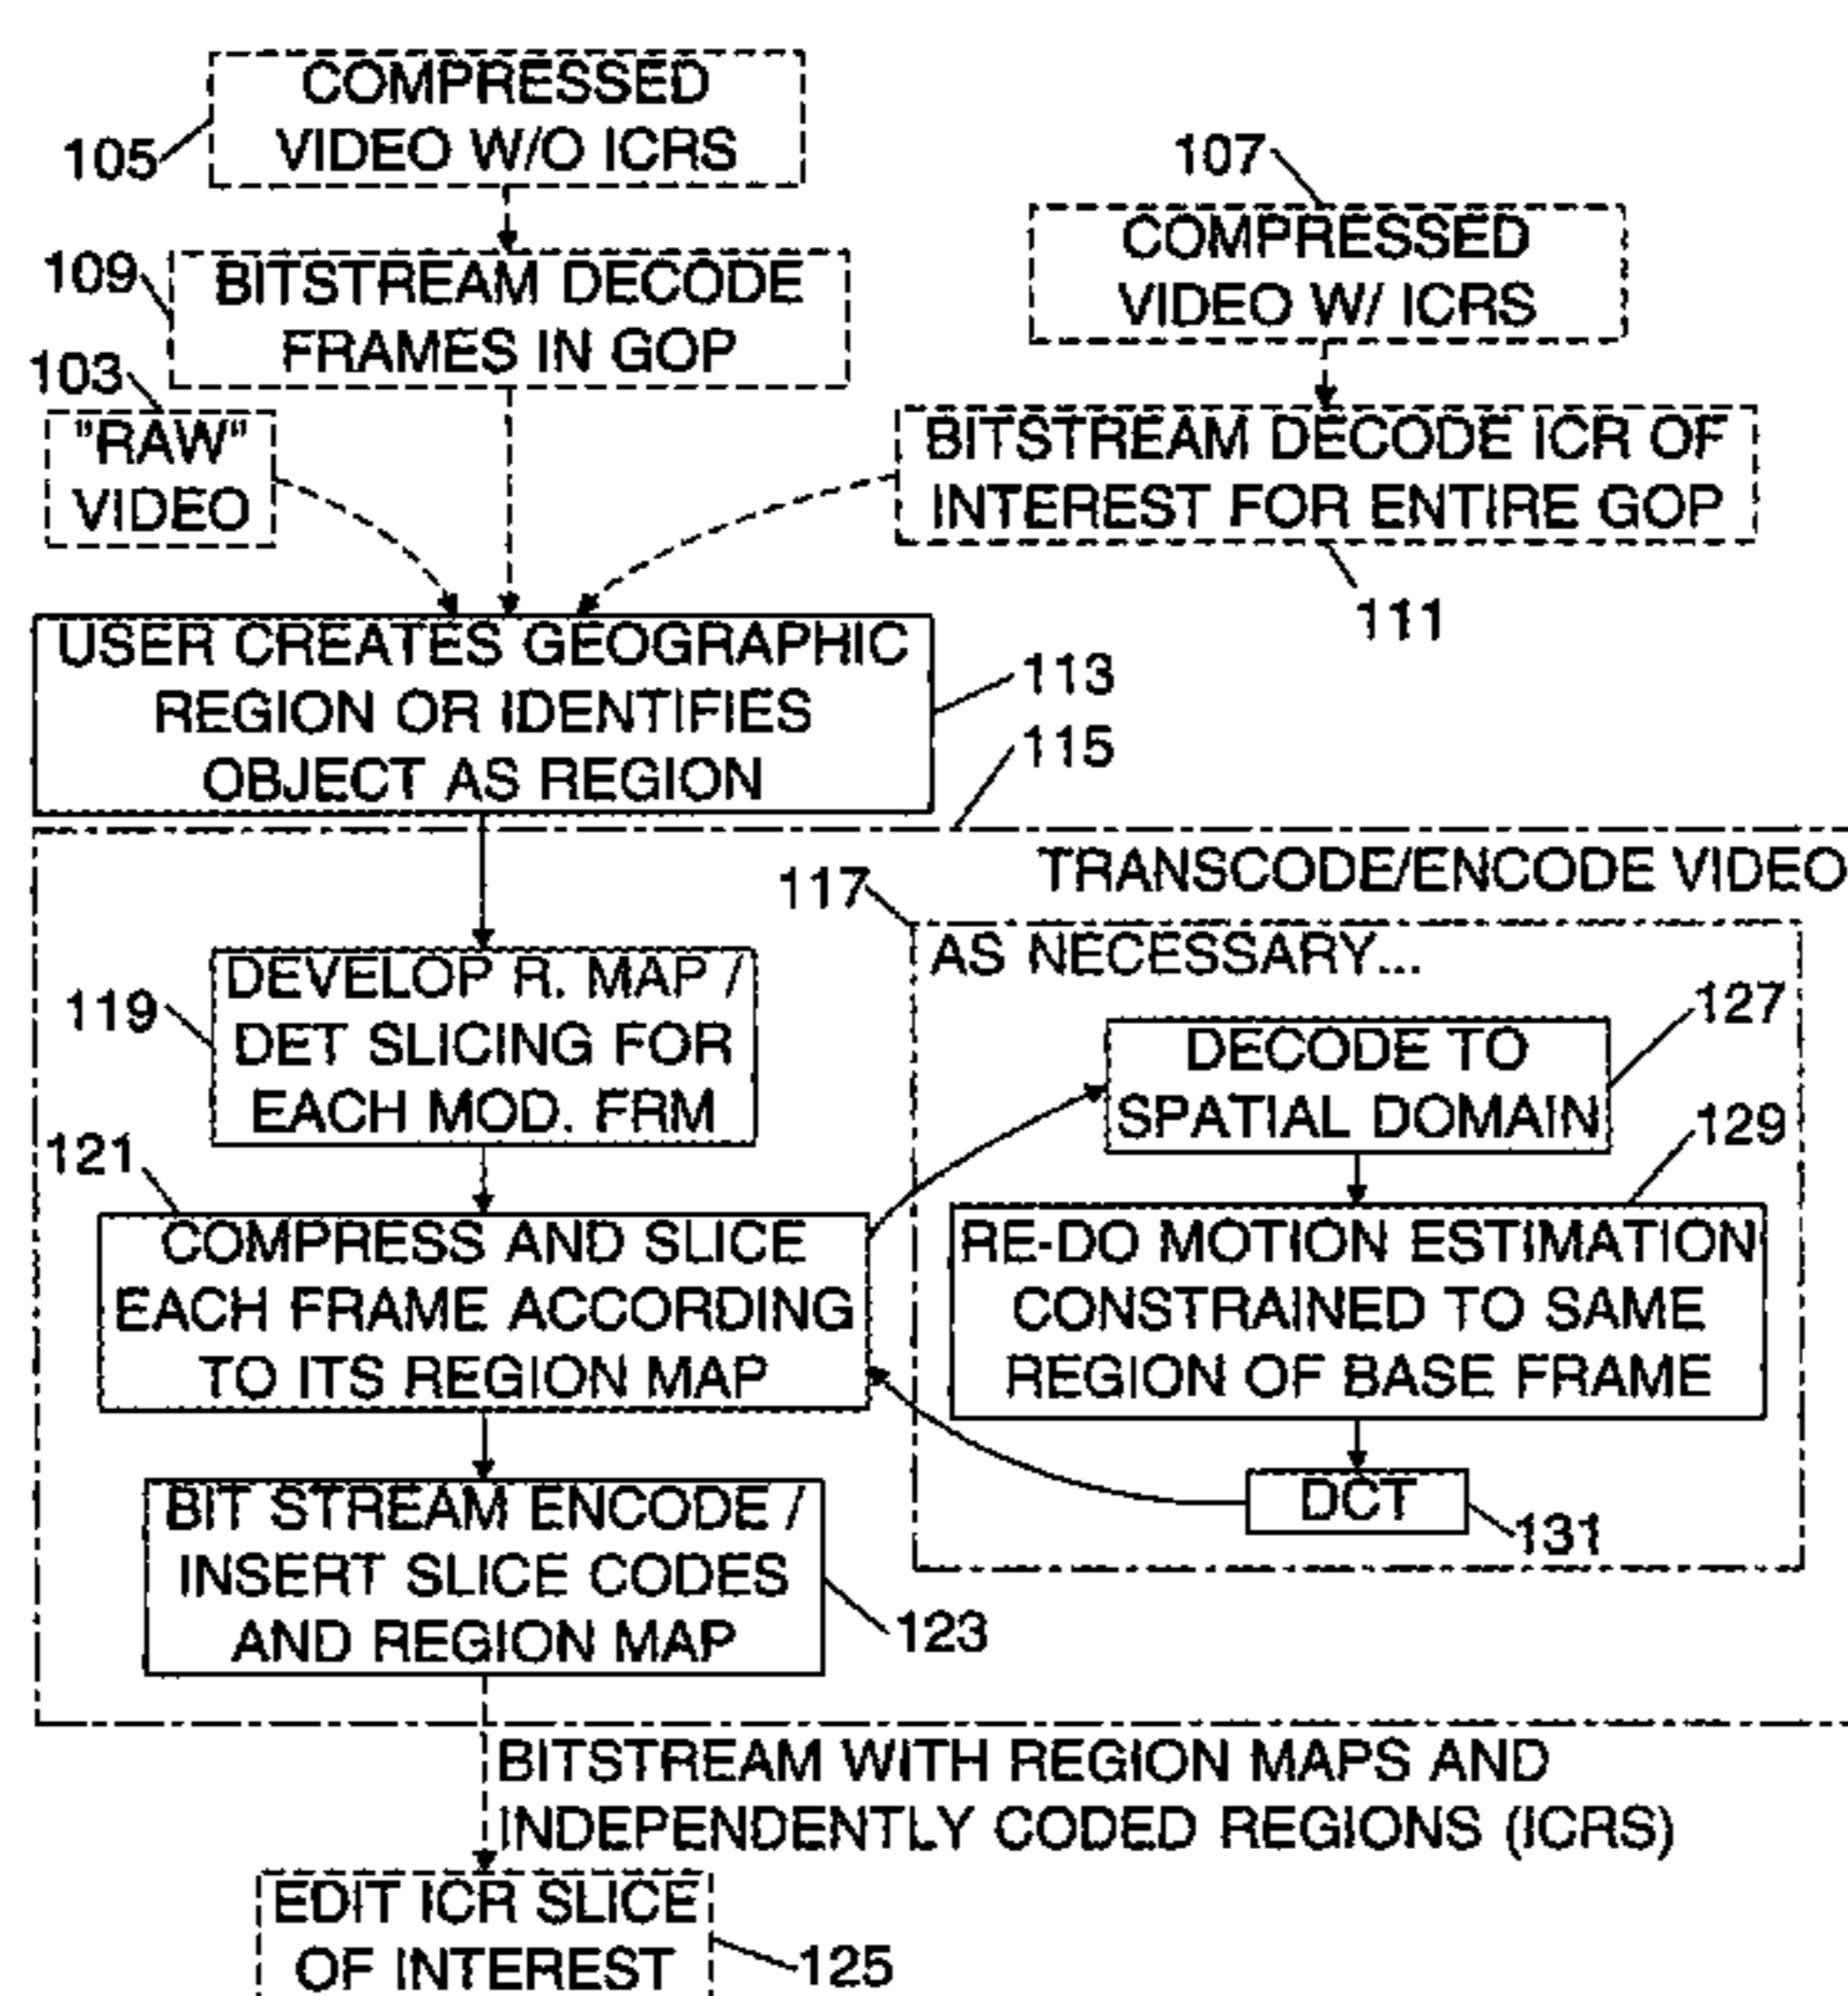 COMPRESSED
VIDEO W/O ICRS
105
107
COMPRESSED
VIDEO W/ ICRS
109
BITSTREAM DECODE
FRAMES IN GOP
103
"RAW"
VIDEO
BITSTREAM DECODE ICR OF
INTEREST FOR ENTIRE GOP
111
USER CREATES GEOGRAPHIC
REGION OR IDENTIFIES
OBJECT AS REGION
113
115
TRANSCODE/ENCODE VIDEO
117
AS NECESSARY...
119
DEVELOP R. MAP /
DET SLICING FOR
EACH MOD. FRM
127
DECODE TO
SPATIAL DOMAIN
121
129
COMPRESS AND SLICE
EACH FRAME ACCORDING
TO ITS REGION MAP
RE-DO MOTION ESTIMATION
CONSTRAINED TO SAME
REGION OF BASE FRAME
DCT
131
BIT STREAM ENCODE /
INSERT SLICE CODES
AND REGION MAP
123
BITSTREAM WITH REGION MAPS AND
INDEPENDENTLY CODED REGIONS (ICRS)
EDIT ICR SLICE
OF INTEREST
125